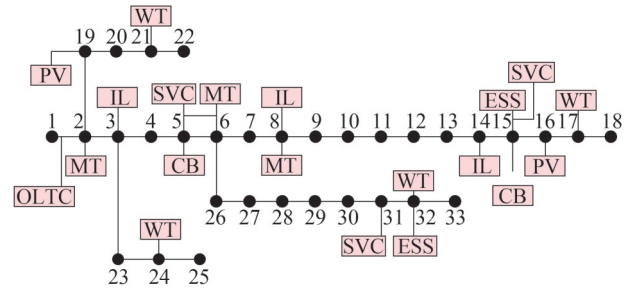 WT
19 20 21 22
PV
IL SVC MT IL SVC
ESS WT
1 2 3 4 5 6 7 8 9 10 11 12 13 14 15 16 17 18
MT CB MT IL PV
OLTC CB
WT
26 27 28 29 30 31 32 33
WT
SVC ESS
23 24 25